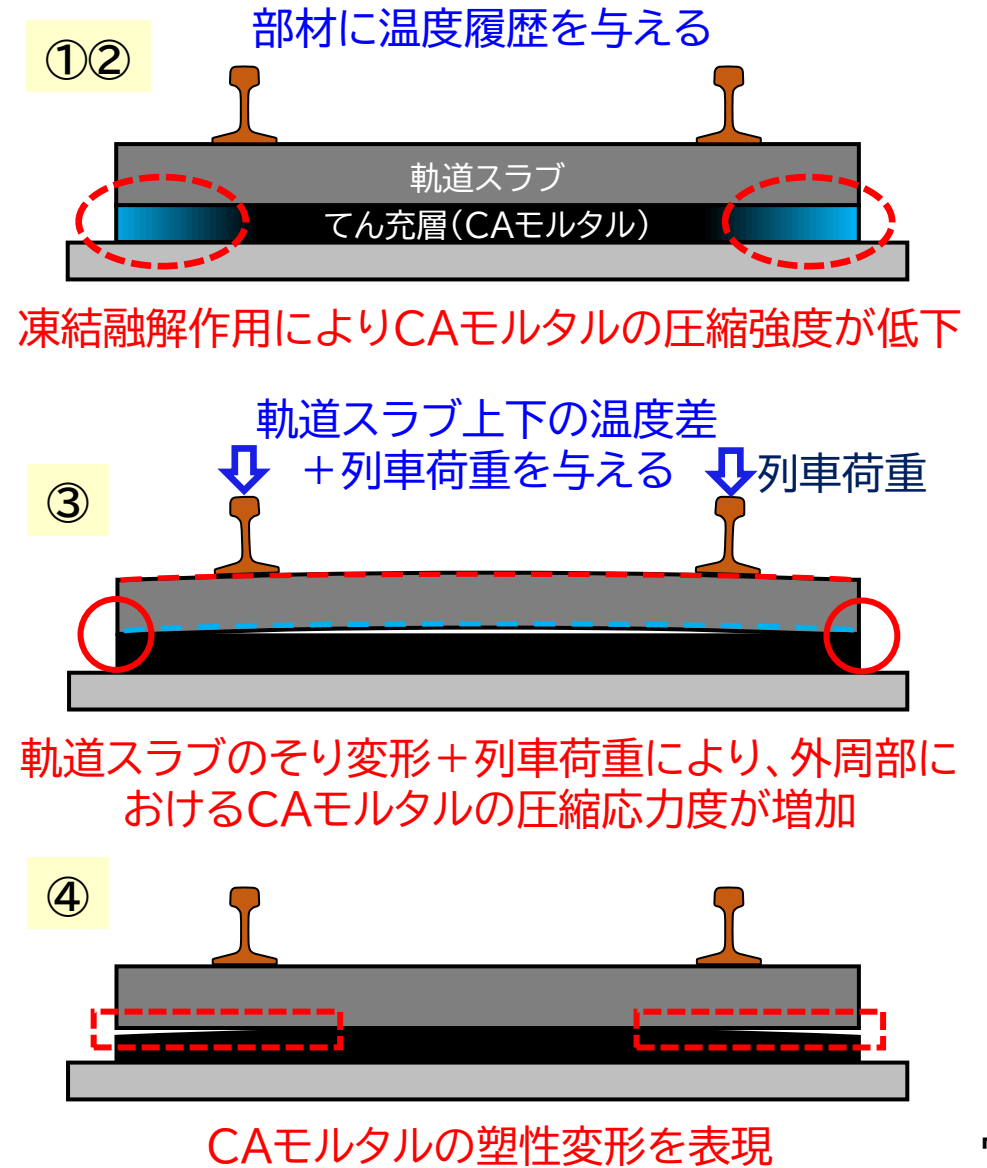 ①②
部材に温度履歴を与える
軌道スラブ
てん充層(CAモルタル)
凍結融解作用によりCAモルタルの圧縮強度が低下
③
軌道スラブ上下の温度差
＋列車荷重を与える
列車荷重
軌道スラブのそり変形＋列車荷重により、外周部に
おけるCAモルタルの圧縮応力度が増加
④
CAモルタルの塑性変形を表現